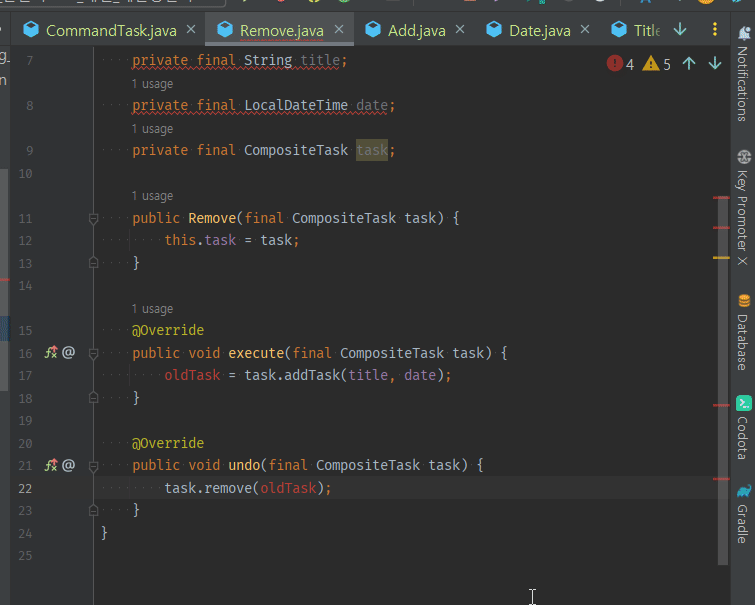 CommandTask.java Remove.java Add.java Date.java Title
4 5
7 private final String title;
1 usage
8 private final LocalDateTime date;
1 usage
9 private final CompositeTask task;
10
1 usage
11 public Remove(final CompositeTask task) {
12 this.task = task;
13 }
14
1 usage
15 @Override
16 public void execute(final CompositeTask task) {
17 oldTask = task.addTask(title, date);
18 }
19
20 @Override
21 public void undo(final CompositeTask task) {
22 task.remove(oldTask);
23 }
24 }
25
Notifications
Key Promoter X
Database
Codota
Gradle